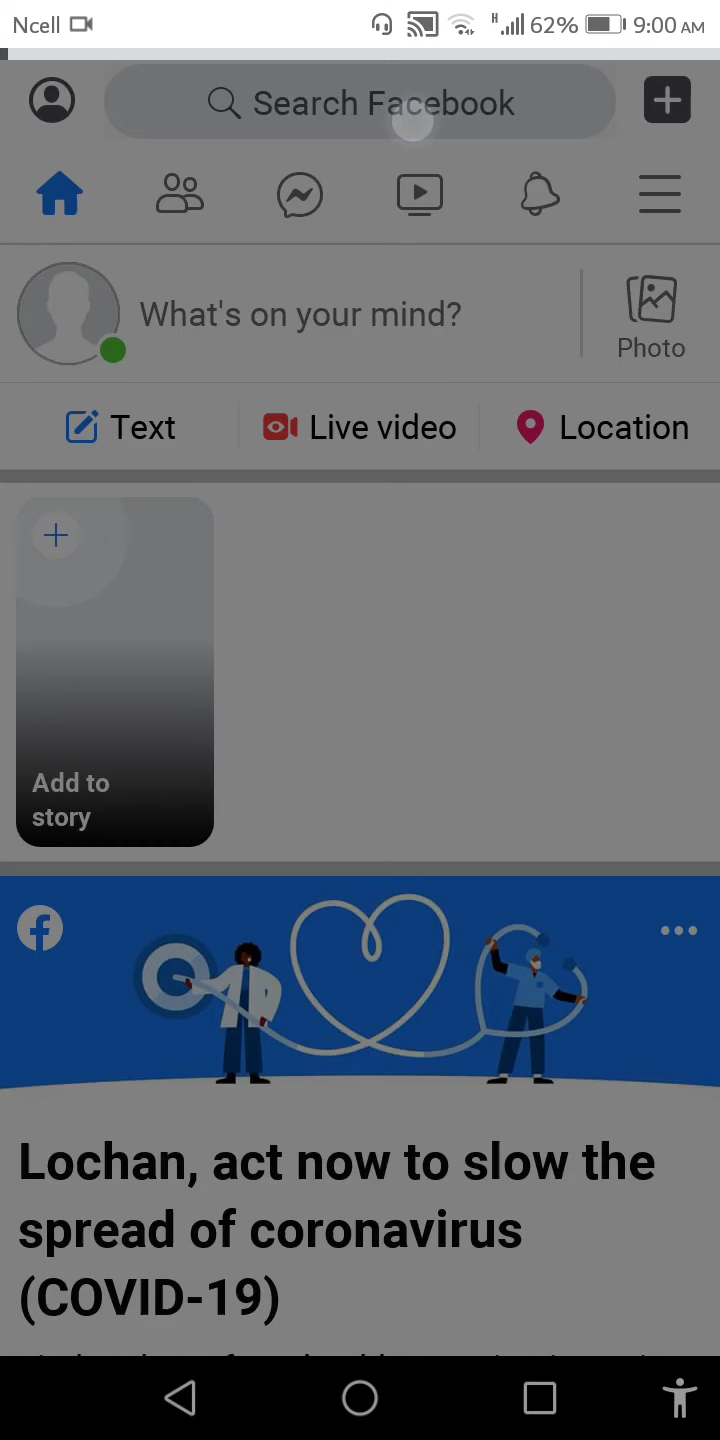 Ncell 62% 9:00 AM
Search Facebook
What's on your mind?
Photo
Text Live video Location
Add to
story
Lochan, act now to slow the
spread of coronavirus
(COVID-19)